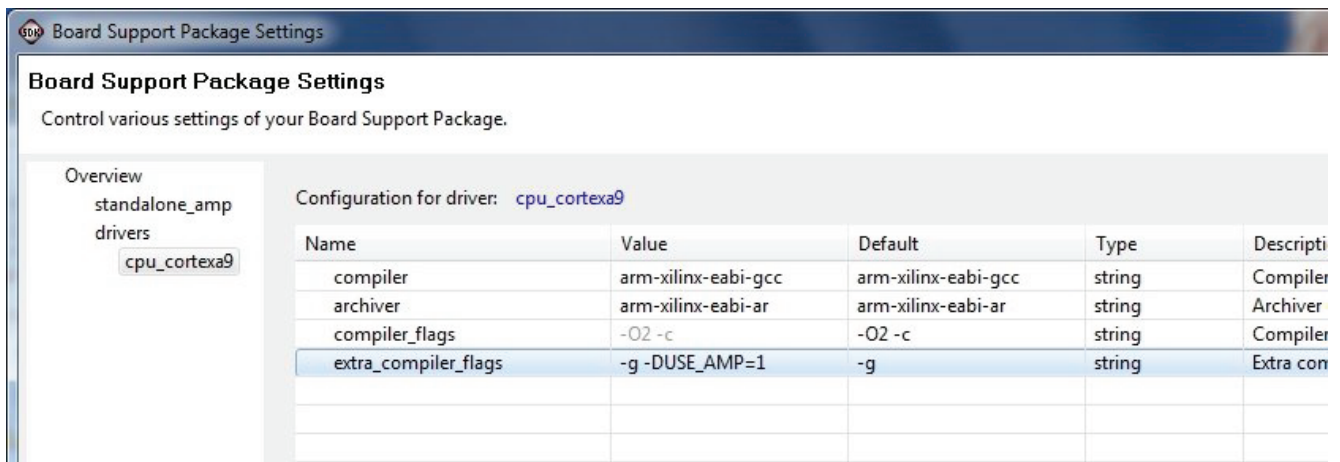 SDK Board Support Package Settings
Board Support Package Settings
Control various settings of your Board Support Package.
Overview
standalone_amp
drivers
cpu_cortexa9
Configuration for driver: cpu_cortexa9
Name Value Default Type Descripti
compiler arm-xilinx-eabi-gcc arm-xilinx-eabi-gcc string Compiler
archiver arm-xilinx-eabi-ar arm-xilinx-eabi-ar string Archiver
compiler_flags -O2 -c -O2 -c string Compiler
extra_compiler_flags -g -DUSE_AMP=1 -g string Extra com